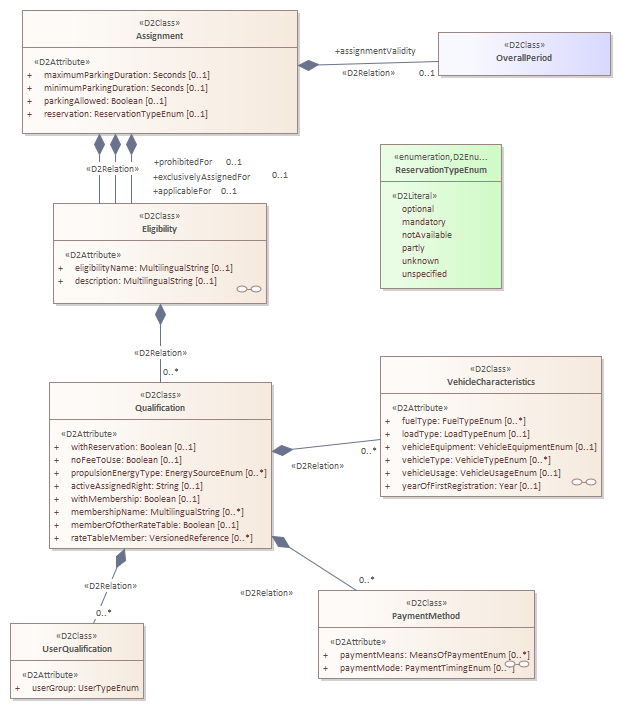 «D2Class»
Assignment
«D2Attribute»
+ maximumParkingDuration: Seconds [0..1]
+ minimumParkingDuration: Seconds [0..1]
+ parkingAllowed: Boolean [0..1]
+ reservation: ReservationTypeEnum [0..1]
+assignmentValidity
«D2Relation» 0..1
«D2Class»
OverallPeriod
«D2Relation»
+prohibitedFor 0..1
+exclusivelyAssignedFor 0..1
+applicableFor 0..1
«enumeration,D2Enu...
ReservationTypeEnum
«D2Literal»
optional
mandatory
notAvailable
partly
unknown
unspecified
«D2Class»
Eligibility
«D2Attribute»
+ eligibilityName: MultilingualString [0..1]
+ description: MultilingualString [0..1]
«D2Relation»
0..*
«D2Class»
Qualification
«D2Attribute»
+ withReservation: Boolean [0..1]
+ noFeeToUse: Boolean [0..1]
+ propulsionEnergyType: EnergySourceEnum [0..*]
+ activeAssignedRight: String [0..1]
+ withMembership: Boolean [0..1]
+ membershipName: MultilingualString [0..*]
+ memberOfOtherRateTable: Boolean [0..1]
+ rateTableMember: VersionedReference [0..*]
0..*
«D2Relation»
«D2Class»
VehicleCharacteristics
«D2Attribute»
+ fuelType: FuelTypeEnum [0..*]
+ loadType: LoadTypeEnum [0..1]
+ vehicleEquipment: VehicleEquipmentEnum [0..1]
+ vehicleType: VehicleTypeEnum [0..*]
+ vehicleUsage: VehicleUsageEnum [0..1]
+ yearOfFirstRegistration: Year [0..1]
«D2Relation»
0..*
«D2Relation»
0..*
«D2Class»
UserQualification
«D2Attribute»
+ userGroup: UserTypeEnum
«D2Class»
PaymentMethod
«D2Attribute»
+ paymentMeans: MeansOfPaymentEnum [0..*]
+ paymentMode: PaymentTimingEnum [0..*]